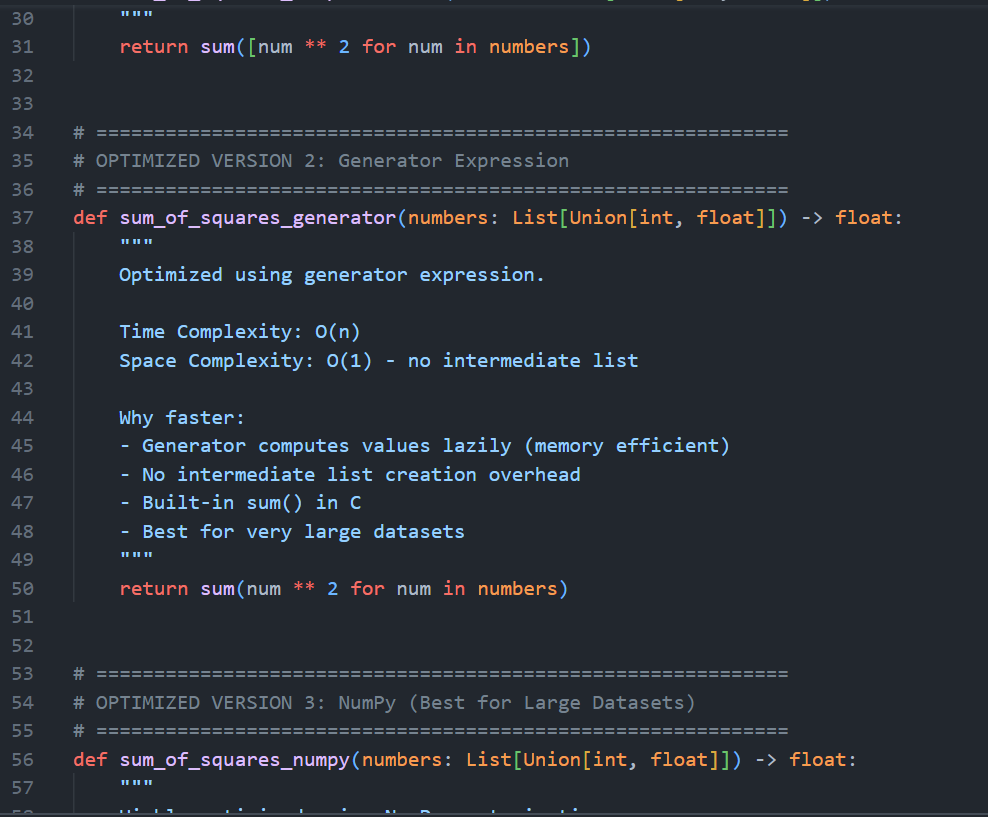 30 """
31 return sum([num ** 2 for num in numbers])
32
33
34 # ============================================================
35 # OPTIMIZED VERSION 2: Generator Expression
36 # ============================================================
37 def sum_of_squares_generator(numbers: List[Union[int, float]]) -> float:
38 """
39 Optimized using generator expression.
40
41 Time Complexity: O(n)
42 Space Complexity: O(1) - no intermediate list
43
44 Why faster:
45 - Generator computes values lazily (memory efficient)
46 - No intermediate list creation overhead
47 - Built-in sum() in C
48 - Best for very large datasets
49 """
50 return sum(num ** 2 for num in numbers)
51
52
53 # ============================================================
54 # OPTIMIZED VERSION 3: NumPy (Best for Large Datasets)
55 # ============================================================
56 def sum_of_squares_numpy(numbers: List[Union[int, float]]) -> float:
57 """